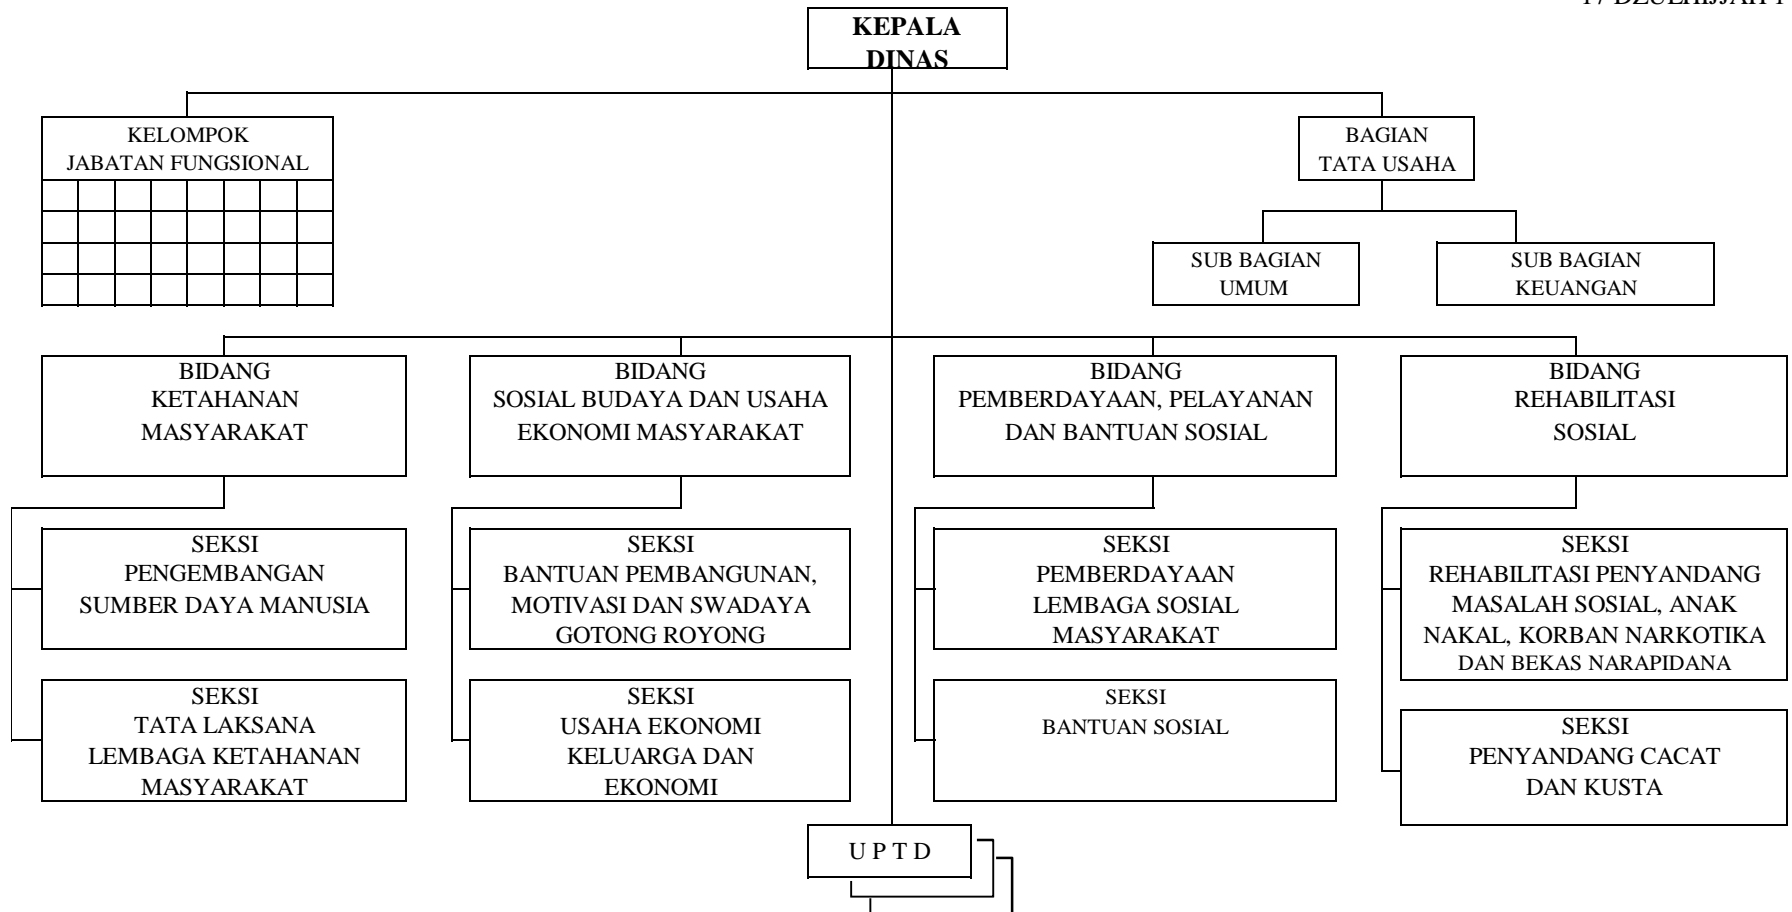 KEPALA
DINAS
KELOMPOK
JABATAN FUNGSIONAL
BAGIAN
TATA USAHA
SUB BAGIAN
UMUM
SUB BAGIAN
KEUANGAN
BIDANG
KETAHANAN
MASYARAKAT
BIDANG
SOSIAL BUDAYA DAN USAHA
EKONOMI MASYARAKAT
BIDANG
PEMBERDAYAAN, PELAYANAN
DAN BANTUAN SOSIAL
BIDANG
REHABILITASI
SOSIAL
SEKSI
PENGEMBANGAN
SUMBER DAYA MANUSIA
SEKSI
BANTUAN PEMBANGUNAN,
MOTIVASI DAN SWADAYA
GOTONG ROYONG
SEKSI
PEMBERDAYAAN
LEMBAGA SOSIAL
MASYARAKAT
SEKSI
REHABILITASI PENYANDANG
MASALAH SOSIAL, ANAK
NAKAL, KORBAN NARKOTIKA
DAN BEKAS NARAPIDANA
SEKSI
TATA LAKSANA
LEMBAGA KETAHANAN
MASYARAKAT
SEKSI
USAHA EKONOMI
KELUARGA DAN
EKONOMI
SEKSI
BANTUAN SOSIAL
SEKSI
PENYANDANG CACAT
DAN KUSTA
U P T D